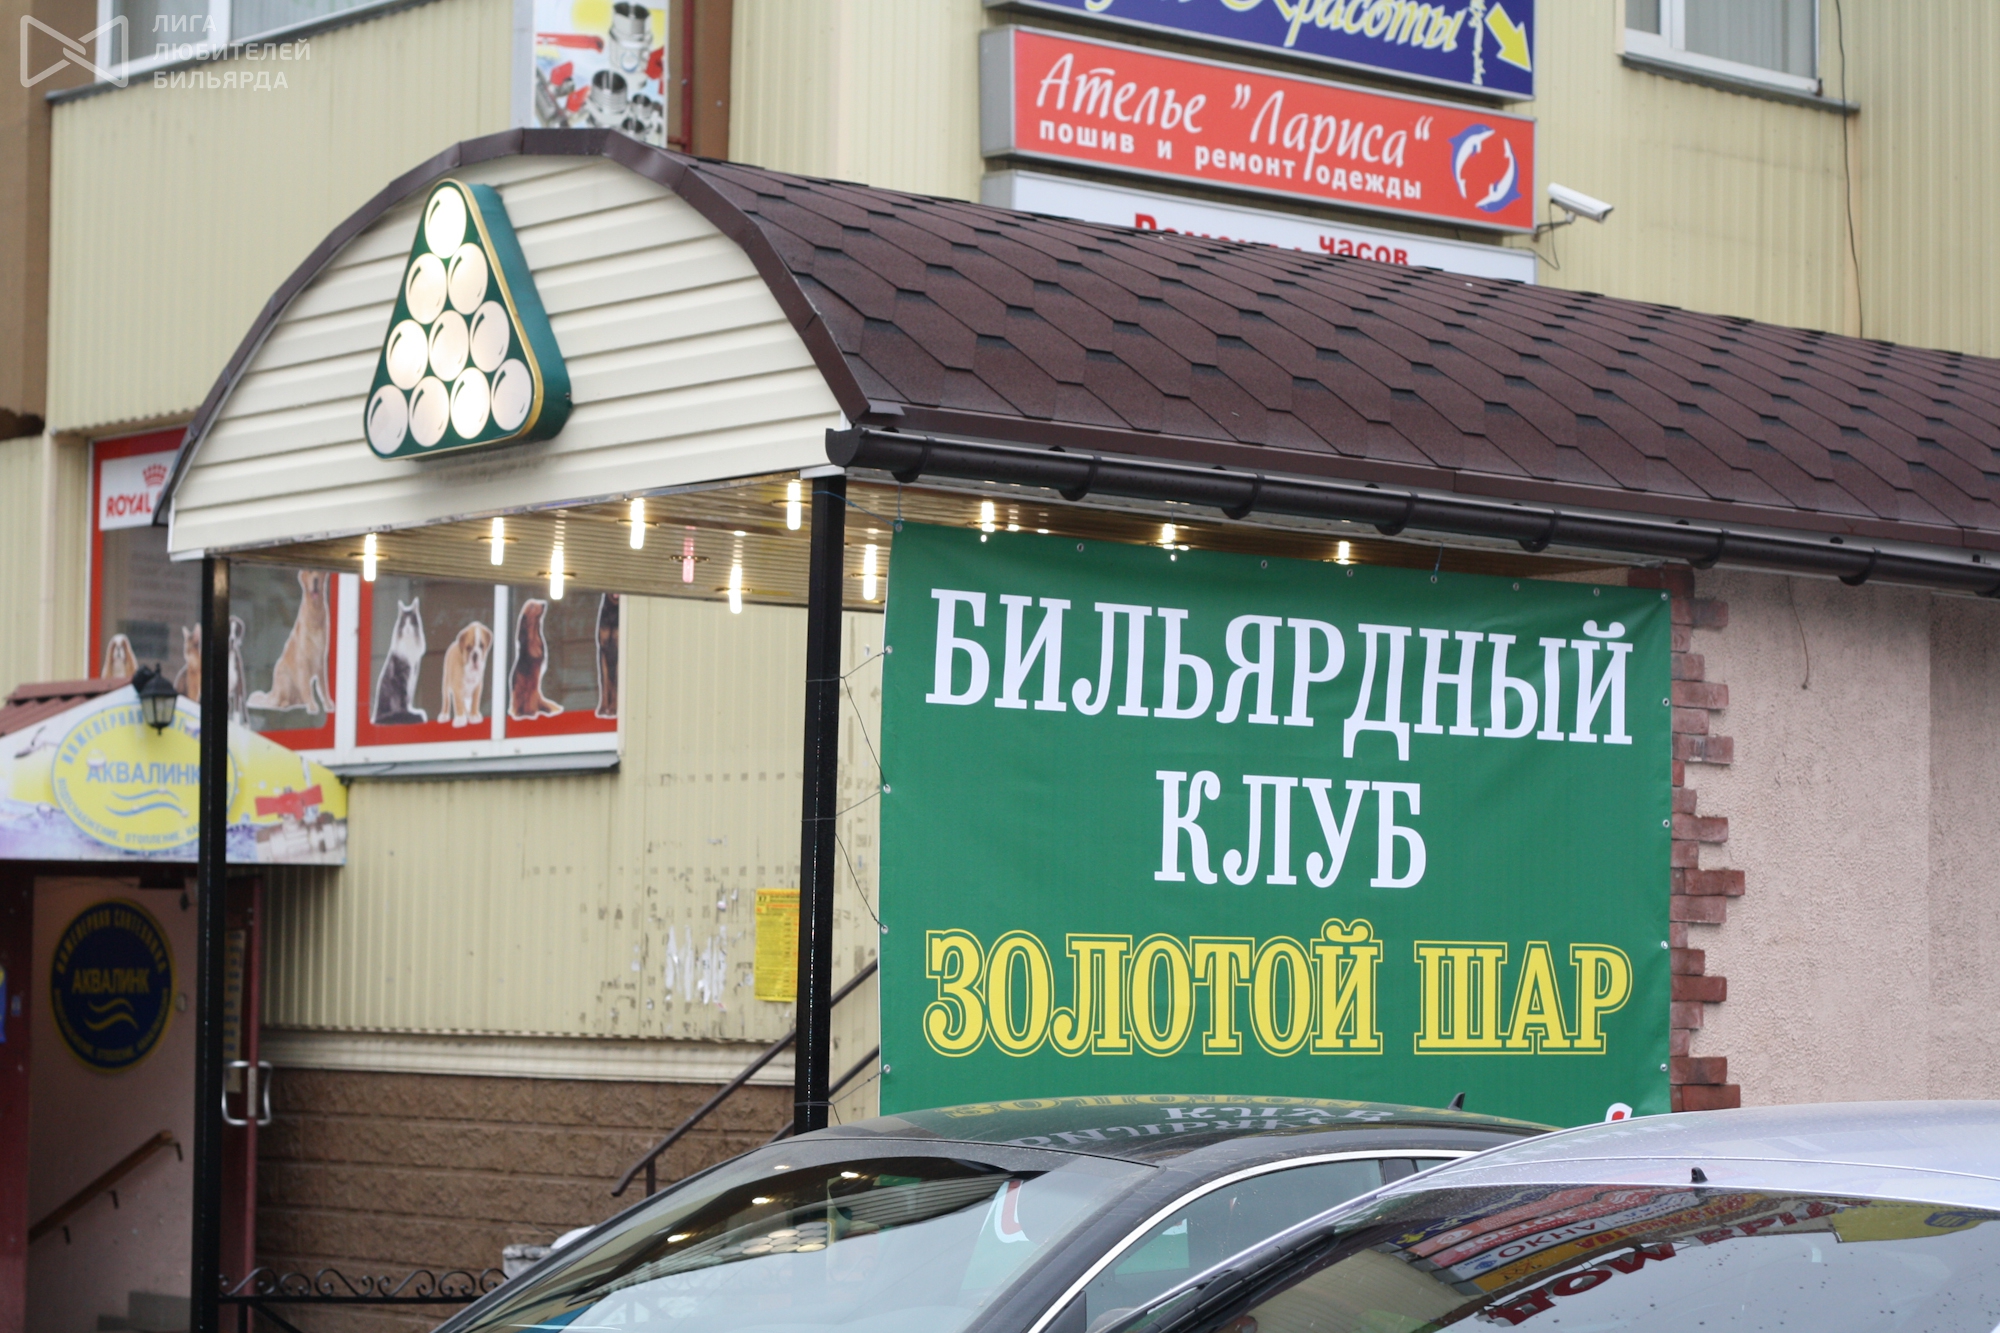 ЛИГА
ЛЮБИТЕЛЕЙ
БИЛЬЯРДА
Красоты
Ателье "Лариса"
пошив и ремонт одежды
часов
ROYAL
АКВАЛИНК
АКВАЛИНК
БИЛЬЯРДНЫЙ
КЛУБ
ЗОЛОТОЙ ШАР